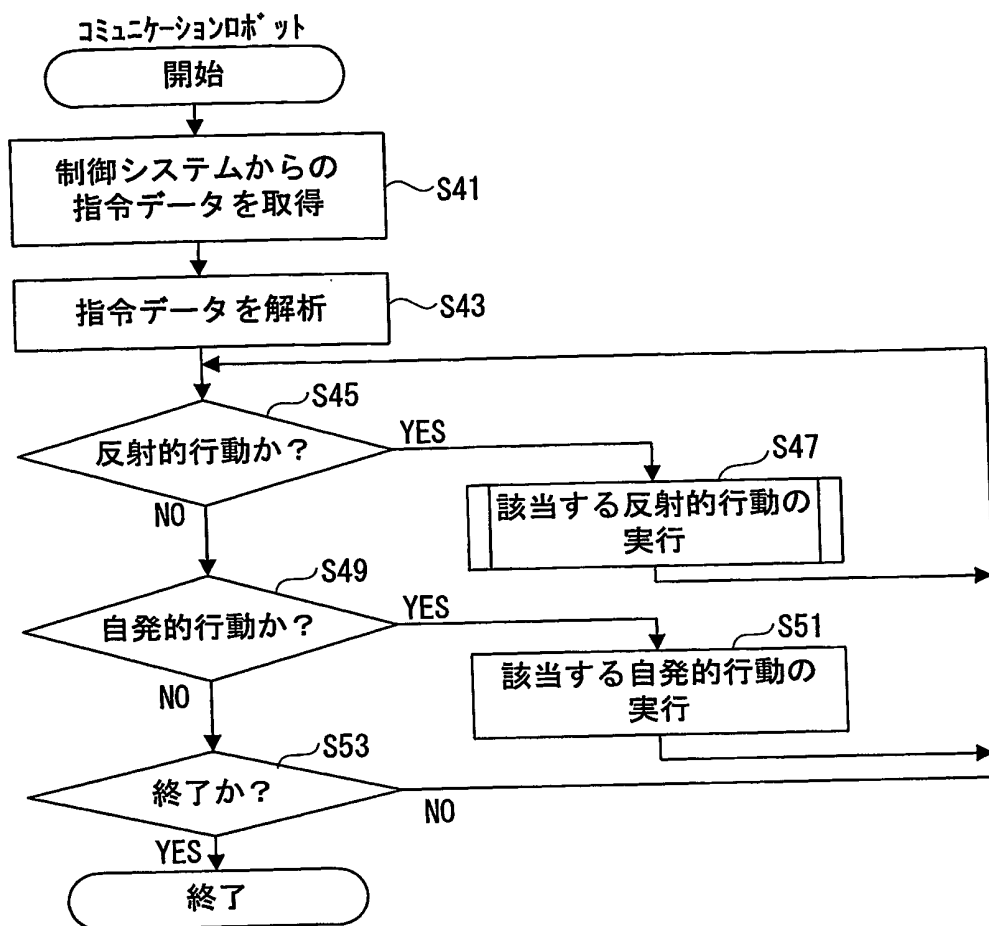 コミュニケーションロボット
開始
制御システムからの
指令データを取得
S41
指令データを解析
S43
S45
反射的行動か？
YES
NO
S47
該当する反射的行動の
実行
S49
自発的行動か？
YES
NO
S51
該当する自発的行動の
実行
S53
終了か？
NO
YES
終了